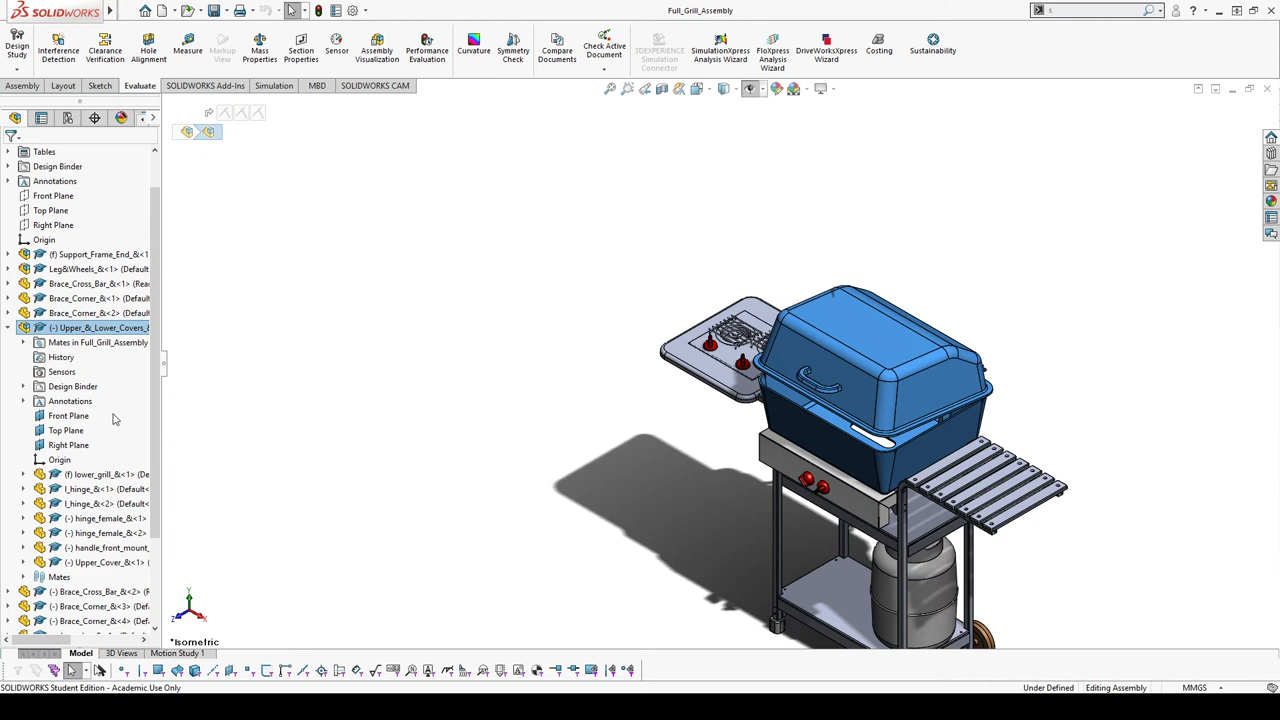 SOLIDWORKS
Full_Grill_Assembly
s
Design Study
Interference Detection
Clearance Verification
Hole Alignment
Measure
Markup View
Mass Properties
Section Properties
Sensor
Assembly Visualization
Performance Evaluation
Curvature
Symmetry Check
Compare Documents
Check Active Document
3DEXPERIENCE Simulation Connector
SimulationXpress Analysis Wizard
FloXpress Analysis Wizard
DriveWorksXpress Wizard
Costing
Sustainability
Assembly
Layout
Sketch
Evaluate
SOLIDWORKS Add-Ins
Simulation
MBD
SOLIDWORKS CAM
Tables
Design Binder
Annotations
Front Plane
Top Plane
Right Plane
Origin
(f) Support_Frame_End_&<1
Leg&Wheels_&<1> (Default
Brace_Cross_Bar_&<1> (Rea
Brace_Corner_&<1> (Defau
Brace_Corner_&<2> (Defau
(-) Upper_&_Lower_Covers_&
Mates in Full_Grill_Assembly
History
Sensors
Design Binder
Annotations
Front Plane
Top Plane
Right Plane
Origin
(f) lower_grill_&<1> (De
l_hinge_&<1> (Default<
l_hinge_&<2> (Default<
(-) hinge_female_&<1>
(-) hinge_female_&<2>
(-) handle_front_mount_
(-) Upper_Cover_&<1> (
Mates
(-) Brace_Cross_Bar_&<2> (R
(-) Brace_Corner_&<3> (Defa
(-) Brace_Corner_&<4> (Defa
Y
Z
X
*Isometric
Model
3D Views
Motion Study 1
SOLIDWORKS Student Edition - Academic Use Only
Under Defined
Editing Assembly
MMGS